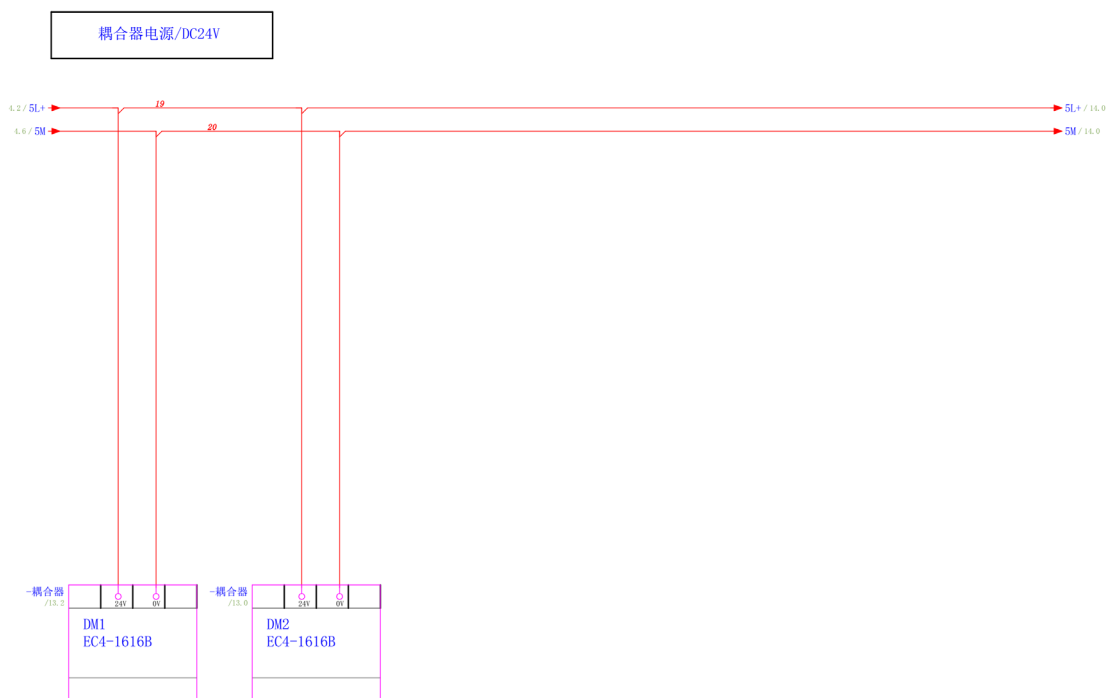 耦合器电源/DC24V
4.2/5L+ 19 5L+/14.0
4.6/5M 20 5M/14.0
-耦合器 -耦合器
/13.2 24V 0V /13.0 24V 0V
DM1 DM2
EC4-1616B EC4-1616B